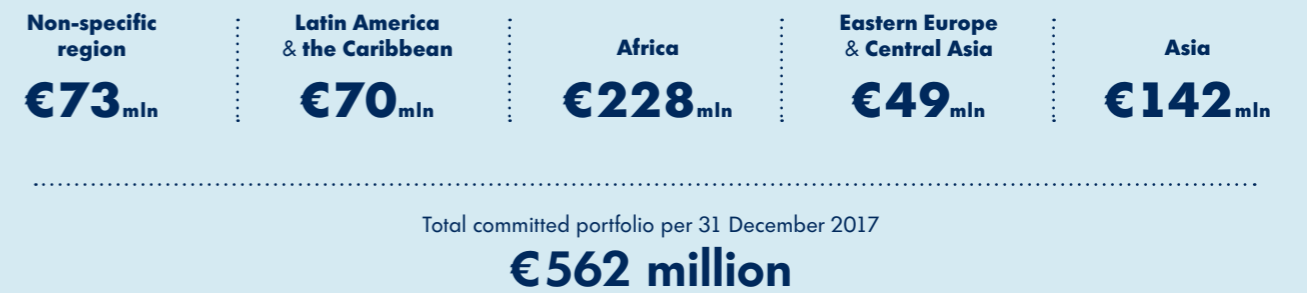 Non-specific
region
€73mln
Latin America
& the Caribbean
€70mln
Africa
€228mln
Eastern Europe
& Central Asia
€49mln
Asia
€142mln
Total committed portfolio per 31 December 2017
€562 million